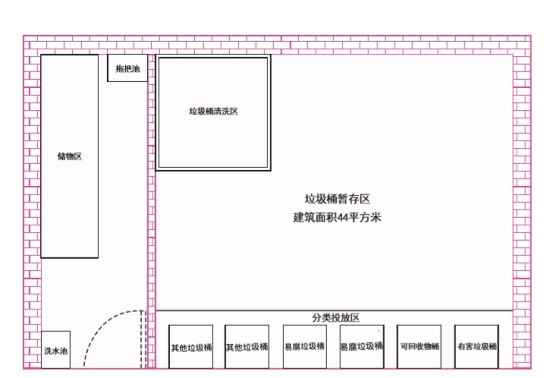 拖把池
垃圾桶清洗区
储物区
垃圾桶暂存区
建筑面积44平方米
分类投放区
洗水池
其他垃圾桶
其他垃圾桶
易腐垃圾桶
易腐垃圾桶
可回收物桶
有害垃圾桶